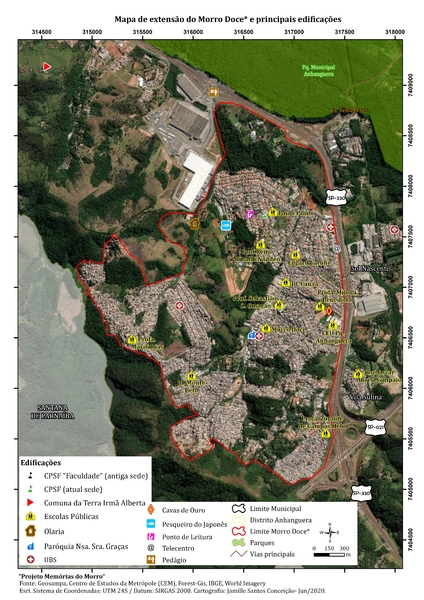 Mapa de extensão do Morro Doce* e principais edificações
314500 315000 315500 316000 316500 317000 317500 318000
Pq. Municipal
Anhanguera
7409000
7408500
7408000
SP-330
7407500
Sol Nascente
7407000
7406500
7406000
Vila Sulina
SANTANA
DE PARNAÍBA
SP-021
7405500
7405000
SP-330
7404500
Edificações
CPSF "Faculdade" (antiga sede)
CPSF (atual sede)
Comuna da Terra Irmã Alberta
Escolas Públicas
Olaria
Paróquia Nsa. Sra. Graças
UBS
Cavas de Ouro
Pesqueiro do Japonês
Ponto de Leitura
Telecentro
Pedágio
Limite Municipal
Distrito Anhanguera
Limite Morro Doce*
Parques
Vias principais
N
0 150 300
m
"Projeto Memórias do Morro"
Fonte: Geosampa, Centro de Estudos da Metrópole (CEM), Forest-Gis, IBGE, World Imagery
Esri. Sistema de Coordenadas: UTM 24S / Datum: SIRGAS 2000. Cartografia: Jamille Santos Conceição- Jun/2020.